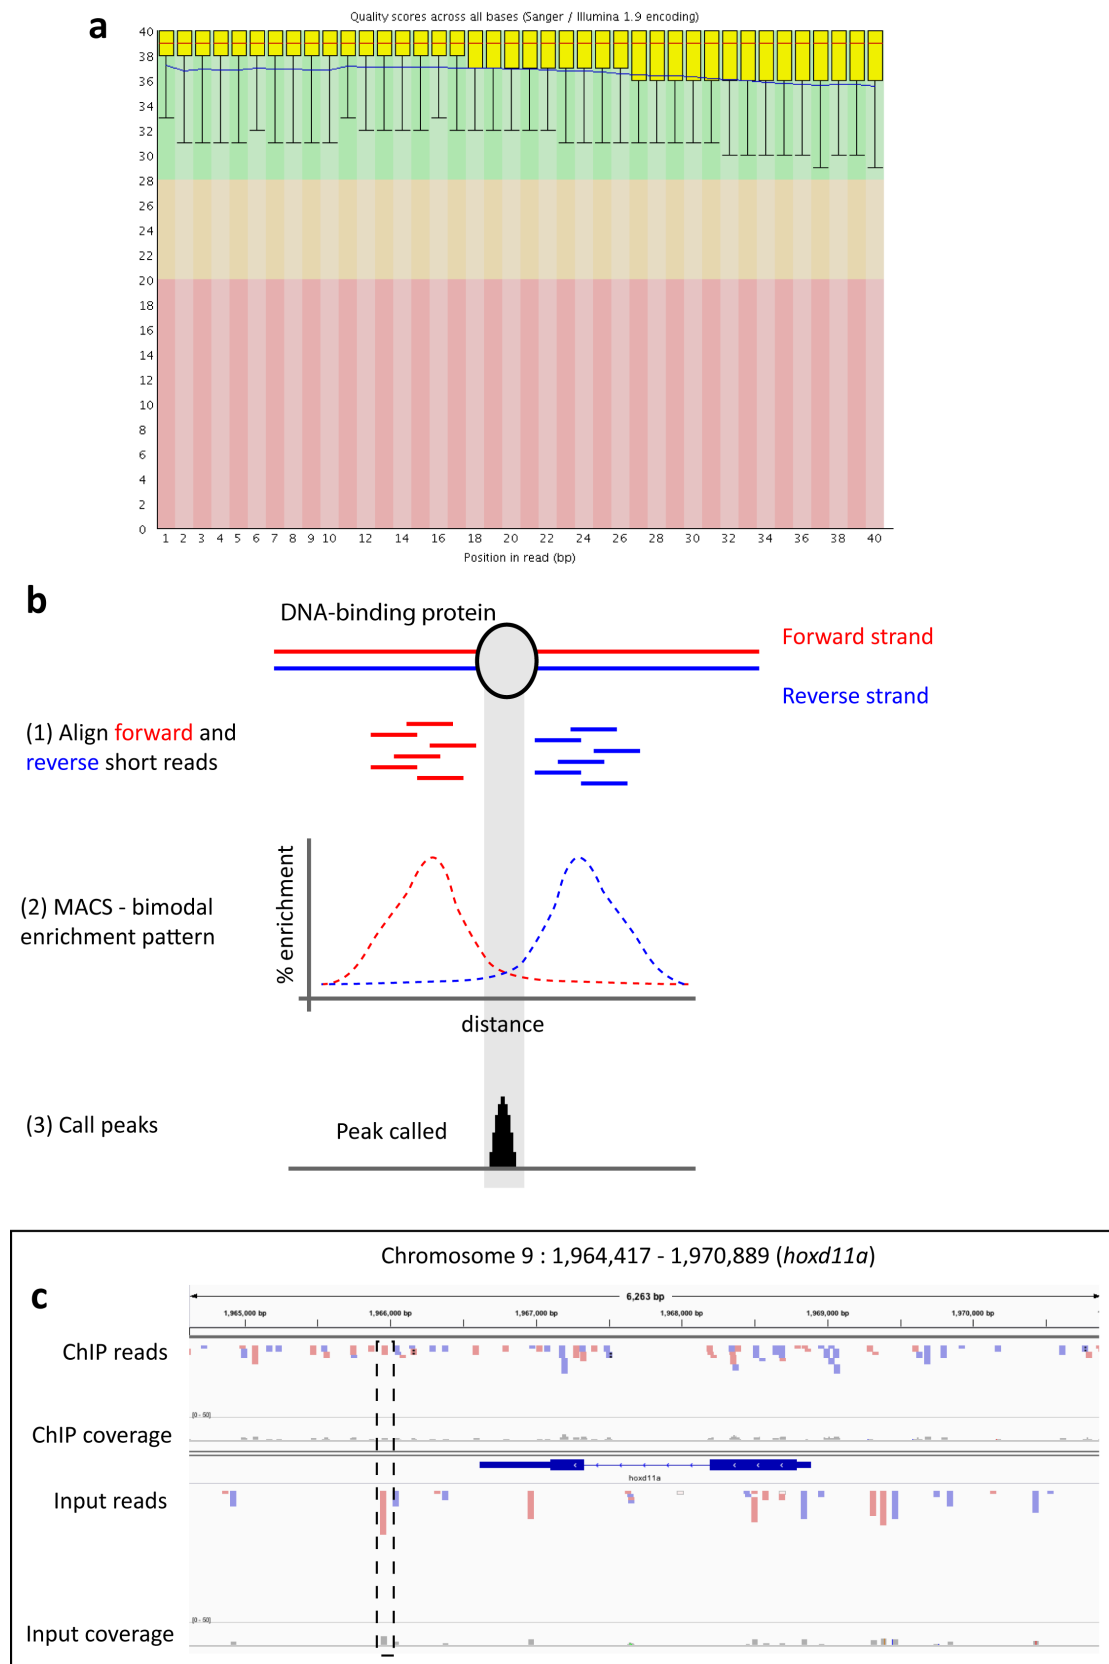 a
Quality scores across all bases (Sanger / Illumina 1.9 encoding)
40
38
36
34
32
30
28
26
24
22
20
18
16
14
12
10
8
6
4
2
0
1 2 3 4 5 6 7 8 9 10 12 14 16 18 20 22 24 26 28 30 32 34 36 38 40
Position in read (bp)
b
DNA-binding protein
Forward strand
Reverse strand
(1) Align forward and
reverse short reads
(2) MACS - bimodal
enrichment pattern
% enrichment
distance
(3) Call peaks
Peak called
Chromosome 9 : 1,964,417 - 1,970,889 (hoxd11a)
c
6,263 bp
1,965,000 bp 1,966,000 bp 1,967,000 bp 1,968,000 bp 1,969,000 bp 1,970,000 bp
ChIP reads
[0 - 50]
ChIP coverage
hoxd11a
Input reads
[0 - 50]
Input coverage